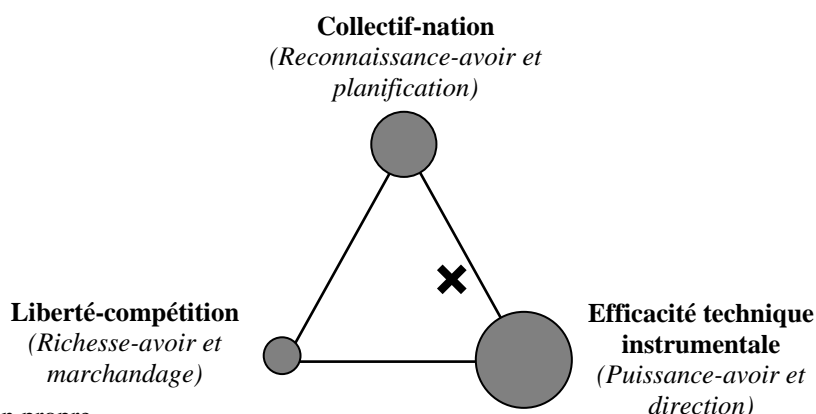 Collectif-nation
(Reconnaissance-avoir et
planification)
Liberté-compétition
(Richesse-avoir et
marchandage)
Efficacité technique
instrumentale
(Puissance-avoir et
direction)